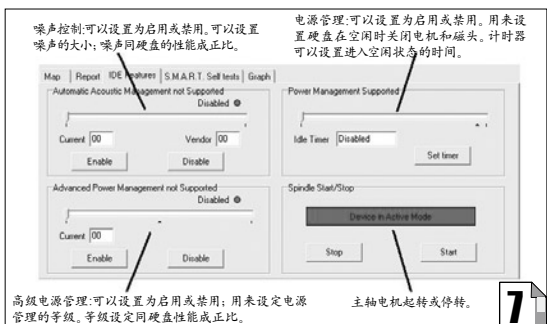 噪声控制:可以设置为启用或禁用。可以设置
噪声的大小；噪声同硬盘的性能成正比。
电源管理:可以设置为启用或禁用。用来设
置硬盘在空闲时关闭电机和磁头。计时器
可以设置进入空闲状态的时间。
Map Report IDE Features S.M.A.R.T. Self tests Graph
Automatic Acoustic Management not Supported
Disabled
Current 00 Vendor 00
Enable Disable
Power Management Supported
Idle Timer Disabled
Set timer
Advanced Power Management not Supported
Disabled
Current 00
Enable Disable
Spindle Start/Stop
Device in Active Mode
Stop Start
高级电源管理:可以设置为启用或禁用；用来设定电源
管理的等级。等级设定同硬盘性能成正比。
主轴电机起转或停转。
7